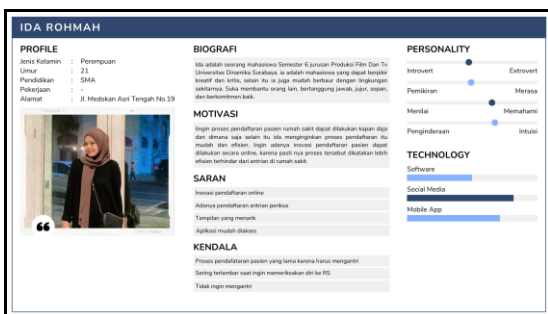 IDA ROHMAH
PROFILE
Jenis Kelamin : Perempuan
Umur : 21
Pendidikan : SMA
Pekerjaan : -
Alamat : Jl. Medokan Asri Tengah No.19
BIOGRAFI
Ida adalah seorang mahasiswa Semester 6 jurusan Produksi Film Dan Tv
Universitas Dinamika Surabaya. ia adalah mahasiswa yang dapat berpikir
kreatif dan kritis, selain itu ia juga mudah berbaur dengan lingkungan
sekitarnya. Suka membantu orang lain, bertanggung jawab, jujur, sopan,
dan berkomitmen baik.
MOTIVASI
Ingin proses pendaftaran pasien rumah sakit dapat dilakukan kapan daja
dan dimana saja selain itu ida menginginkan proses pendaftaran itu
mudah dan efisien. Ingin adanya inovasi pendaftaran pasien dapat
dilakukan secara online, karena pasti nya proses tersebut dikatakan lebih
efisien terhindar dari antrian di rumah sakit.
SARAN
Inovasi pendaftaran online
Adanya pendaftaran antrian periksa
Tampilan yang menarik
Aplikasi mudah diakses
KENDALA
Proses pendafataran pasien yang lama karena harus mengantri
Sering terlambar saat ingin memeriksakan diri ke RS
Tidak ingin mengantri
PERSONALITY
Introvert Extrovert
Pemikiran Merasa
Menilai Memahami
Penginderaan Intuisi
TECHNOLOGY
Software
Social Media
Mobile App